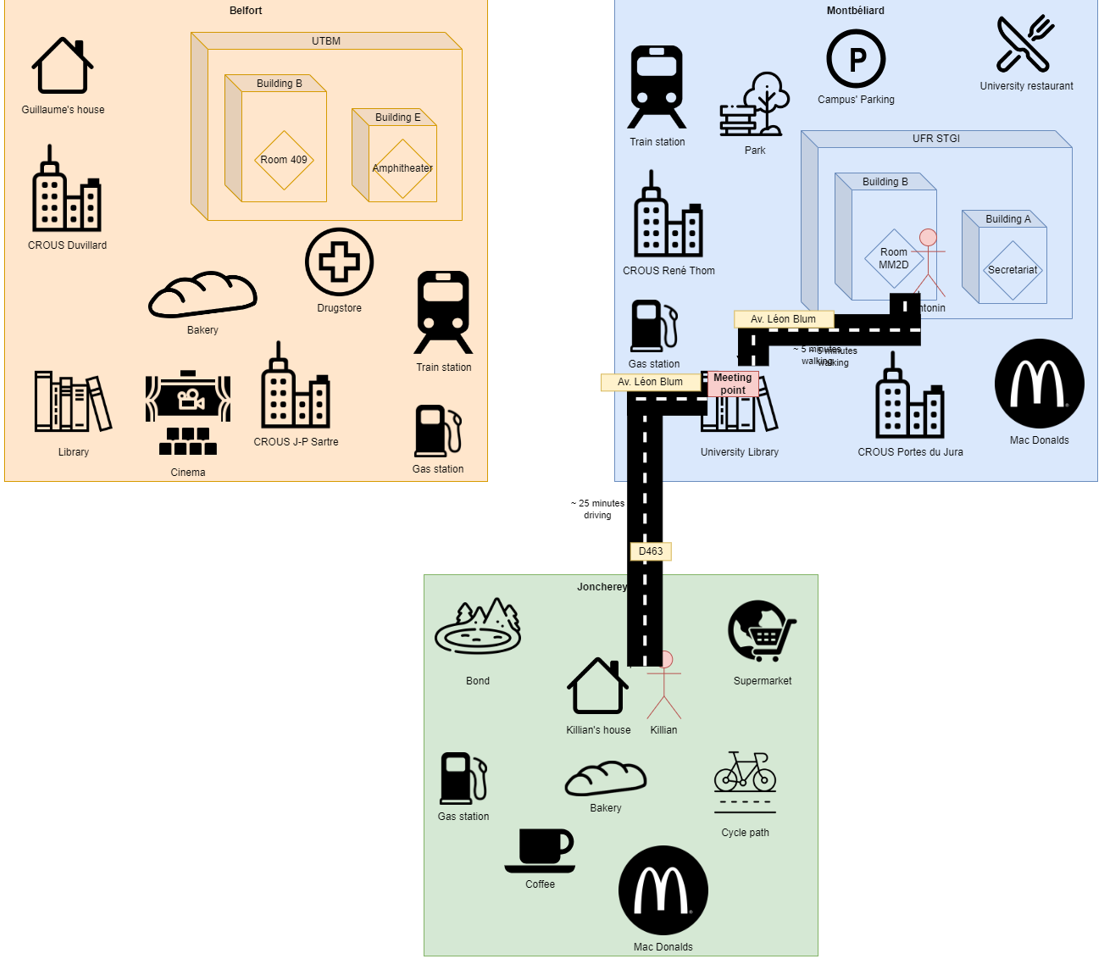 Belfort
Guillaume's house
UTBM
Building B
Room 409
Building E
Amphitheater
CROUS Duvillard
Bakery
Drugstore
Train station
Library
Cinema
CROUS J-P Sartre
Gas station
Montbéliard
Train station
Park
P
Campus' Parking
University restaurant
UFR STGI
Building B
Room
MM2D
Building A
Secretariat
CROUS René Thom
Gas station
Av. Léon Blum
~ 5 minutes
walking
~ 5 minutes
walking
Av. Léon Blum
Meeting
point
University Library
CROUS Portes du Jura
Mac Donalds
~ 25 minutes
driving
D463
Joncherey
Bond
Supermarket
Killian's house
Killian
Gas station
Bakery
Cycle path
Coffee
Mac Donalds